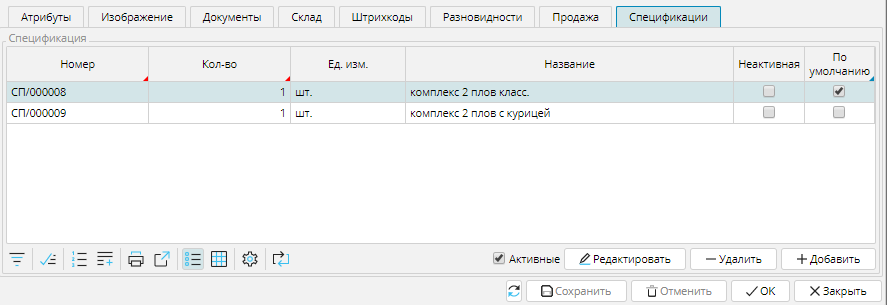 Атрибуты Изображение Документы Склад Штрихкоды Разновидности Продажа Спецификации
Спецификация
Номер Кол-во Ед. изм. Название Неактивная По умолчанию
СП/000008 1 шт. комплекс 2 плов класс.
СП/000009 1 шт. комплекс 2 плов с курицей
Активные Редактировать Удалить Добавить
Сохранить Отменить OK Закрыть